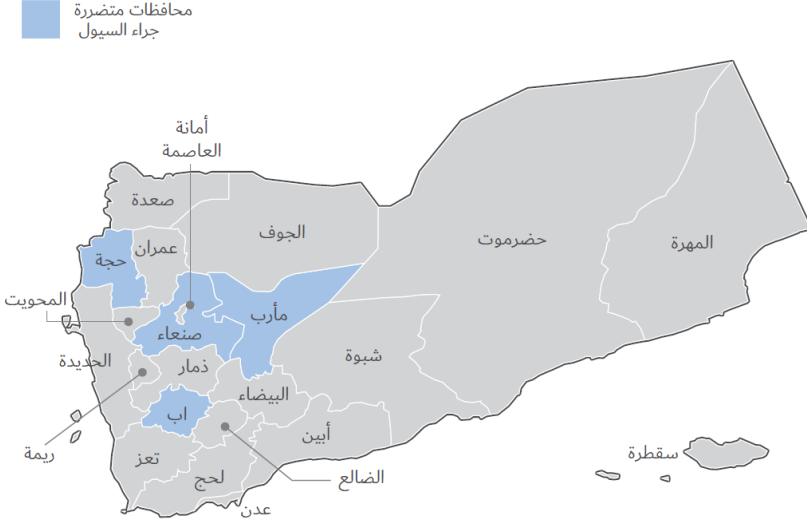 محافظات متضررة
جراء السيول
أمانة
العاصمة
صعدة
الجوف
عمران
حجة
حضرموت
المهرة
المحويت
مأرب
صنعاء
شبوة
الحديدة
ذمار
البيضاء
اب
أبين
ريمة
تعز
لحج
الضالع
سقطرة
عدن